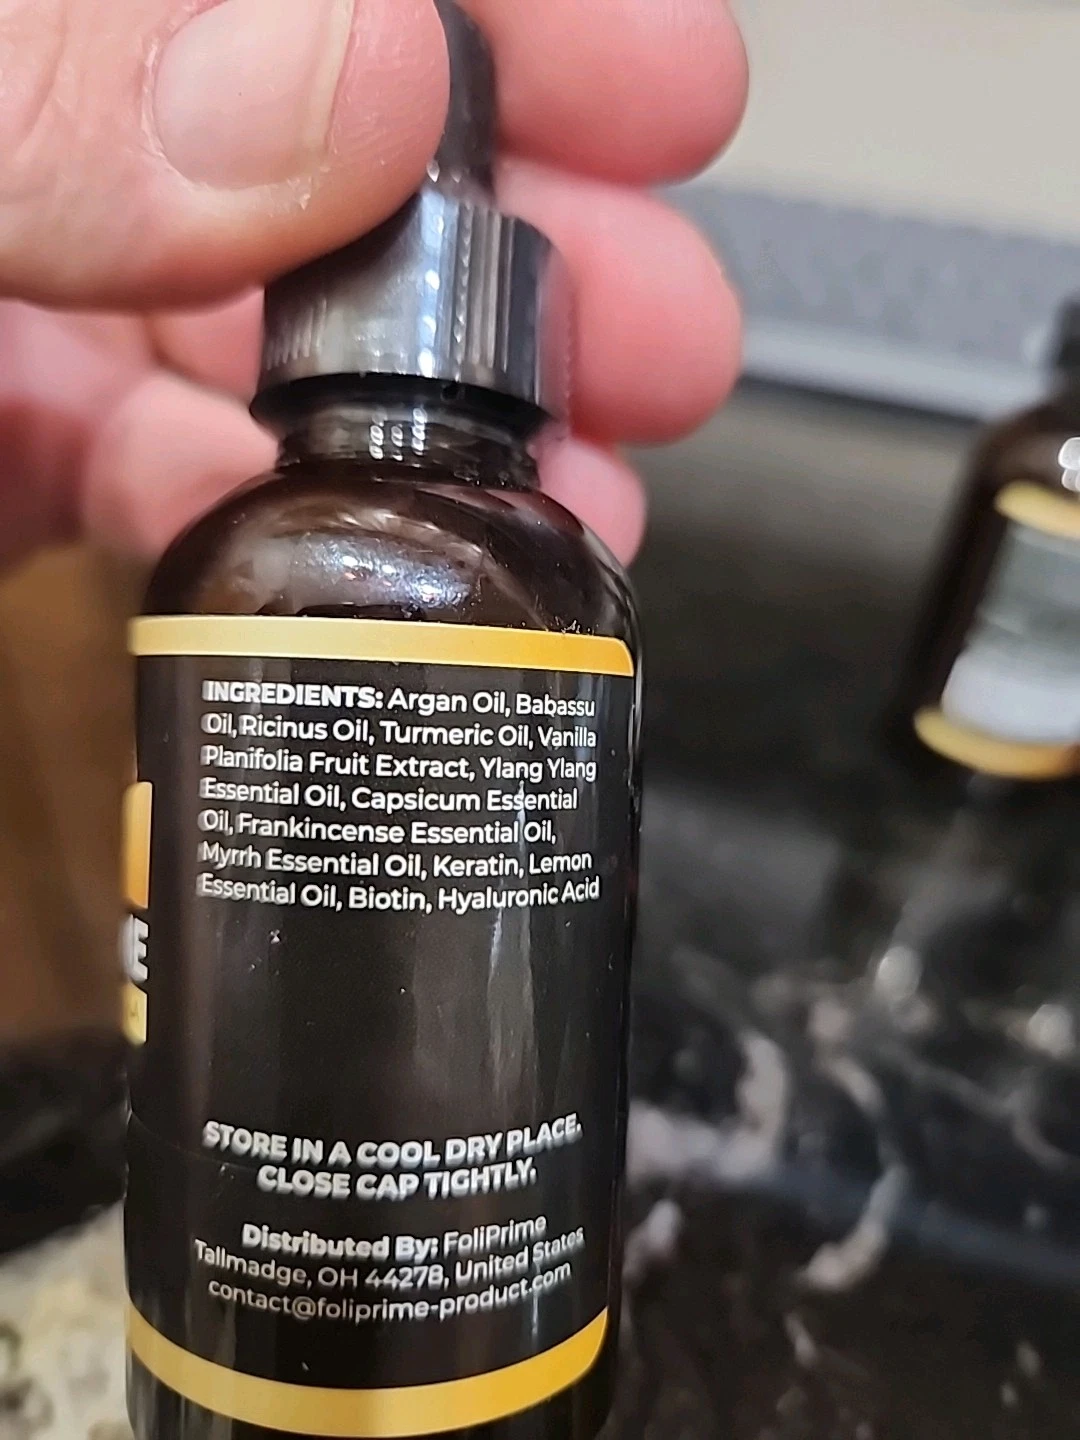 INGREDIENTS: Argan Oil, Babassu
Oil, Ricinus Oil, Turmeric Oil, Vanilla
Planifolia Fruit Extract, Ylang Ylang
Essential Oil, Capsicum Essential
Oil, Frankincense Essential Oil,
Myrrh Essential Oil, Keratin, Lemon
Essential Oil, Biotin, Hyaluronic Acid
STORE IN A COOL DRY PLACE.
CLOSE CAP TIGHTLY.
Distributed By: FoliPrime
Tallmadge, OH 44278, United States
contact@foliprime-product.com